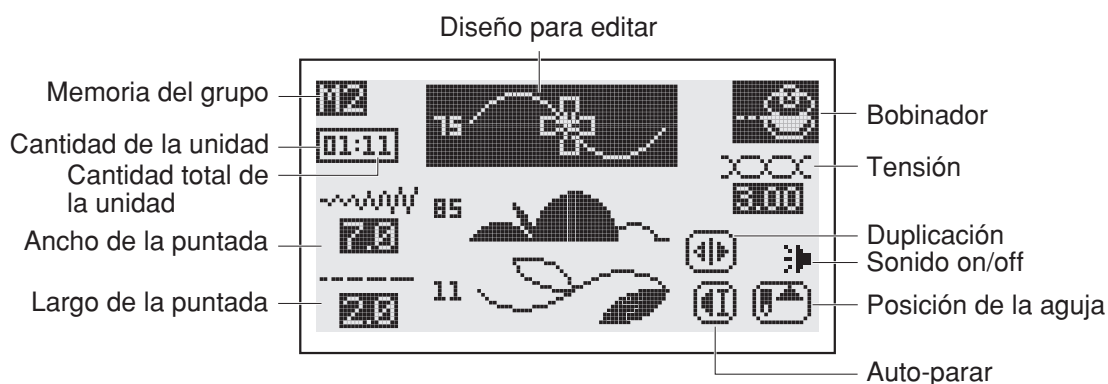 Diseño para editar
Memoria del grupo
M2
75
Bobinador
Cantidad de la unidad
01:11
Cantidad total de
la unidad
Tensión
6.00
85
Ancho de la puntada
7.0
Duplicación
Sonido on/off
Largo de la puntada
2.0
11
Posición de la aguja
Auto-parar